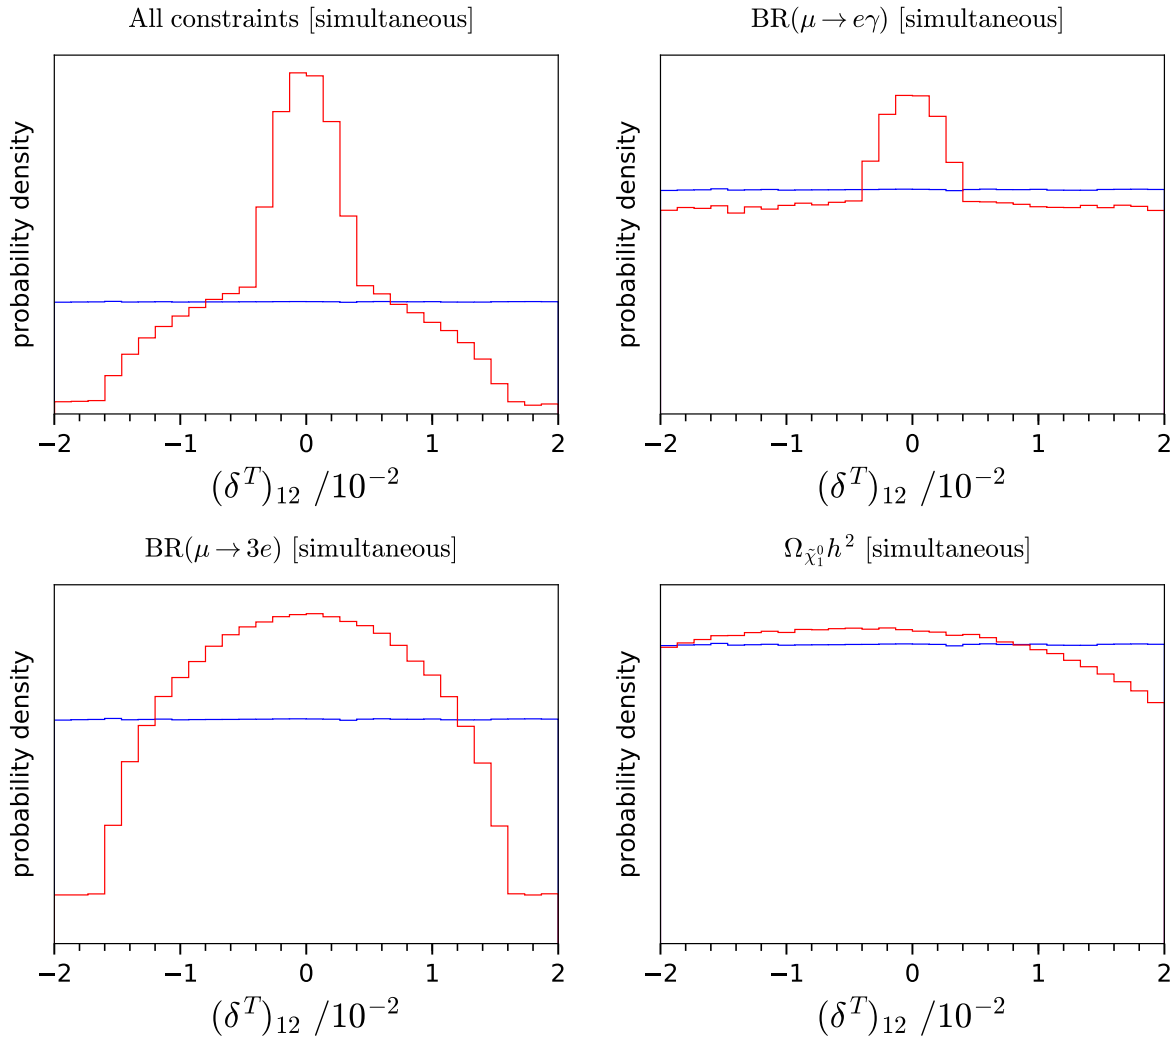 All constraints [simultaneous]
probability density
−2 −1 0 1 2
(δ^T)_12 /10^−2
BR(μ → eγ) [simultaneous]
probability density
−2 −1 0 1 2
(δ^T)_12 /10^−2
BR(μ → 3e) [simultaneous]
probability density
−2 −1 0 1 2
(δ^T)_12 /10^−2
Ω_χ̃₁⁰ h² [simultaneous]
probability density
−2 −1 0 1 2
(δ^T)_12 /10^−2